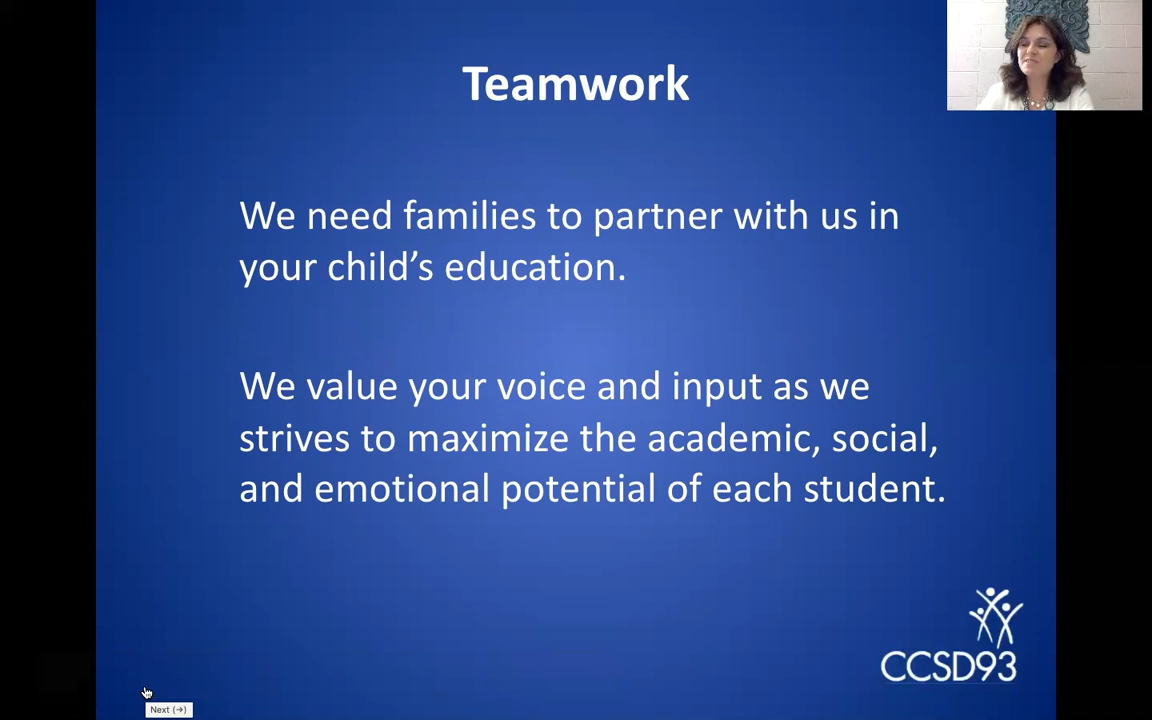 Teamwork
We need families to partner with us in
your child’s education.
We value your voice and input as we
strives to maximize the academic, social,
and emotional potential of each student.
CCSD93
Next (→)